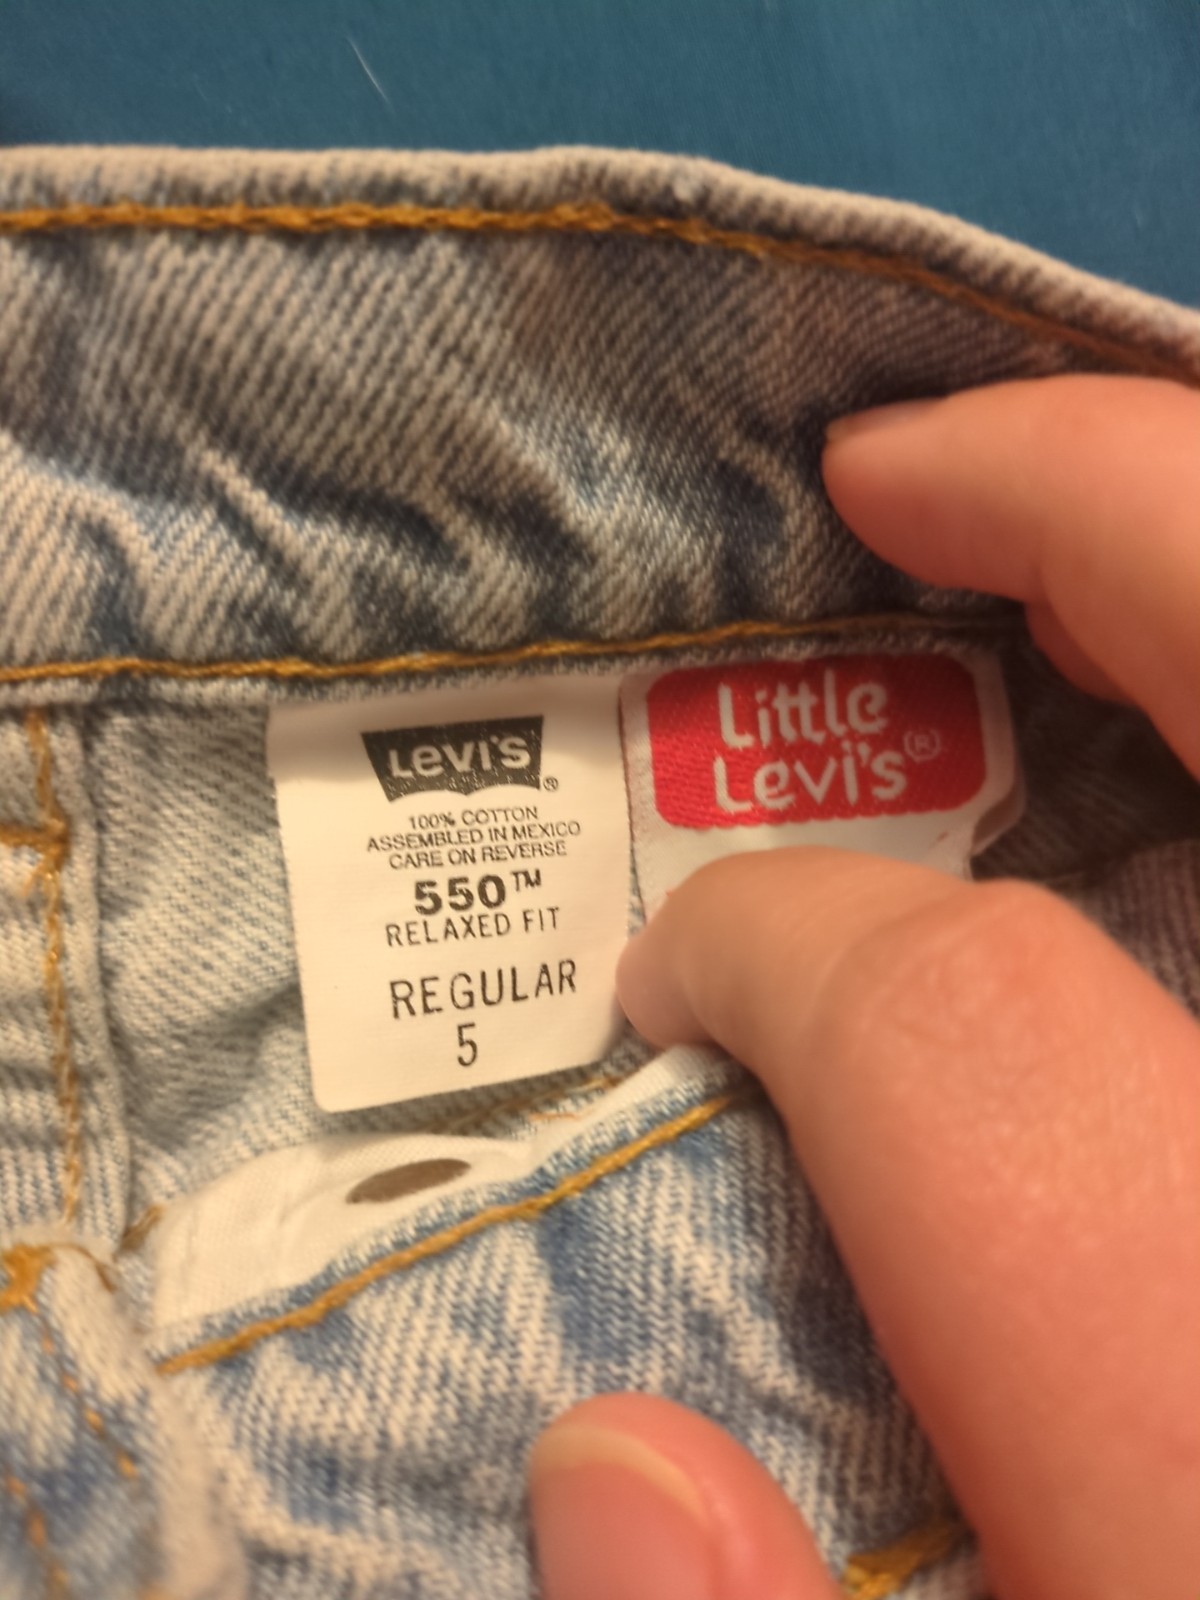 Levi's ®
100% COTTON
ASSEMBLED IN MEXICO
CARE ON REVERSE
550™
RELAXED FIT
REGULAR
5
Little
Levi's®